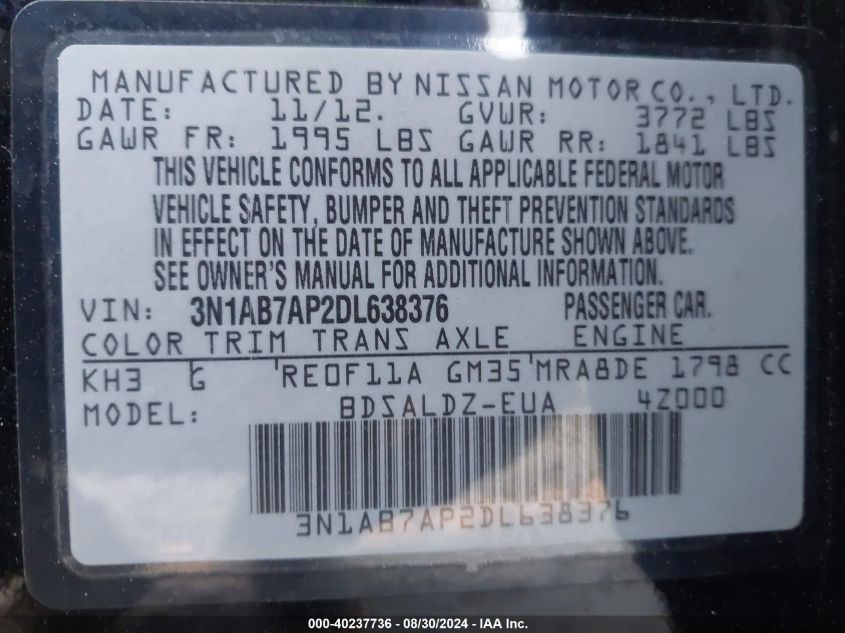 MANUFACTURED BY NISSAN MOTOR CO., LTD.
DATE: 11/12. GVWR: 3772 LBS
GAWR FR: 1995 LBS GAWR RR: 1841 LBS
THIS VEHICLE CONFORMS TO ALL APPLICABLE FEDERAL MOTOR
VEHICLE SAFETY, BUMPER AND THEFT PREVENTION STANDARDS
IN EFFECT ON THE DATE OF MANUFACTURE SHOWN ABOVE.
SEE OWNER'S MANUAL FOR ADDITIONAL INFORMATION.
VIN: 3N1AB7AP2DL638376 PASSENGER CAR.
COLOR TRIM TRANS AXLE ENGINE
KH3 G RE0F11A GM35 MRA8DE 1798 CC
MODEL: BDSALDZ-EUA 4Z000
3N1AB7AP2DL638376
000-40237736 - 08/30/2024 - IAA Inc.